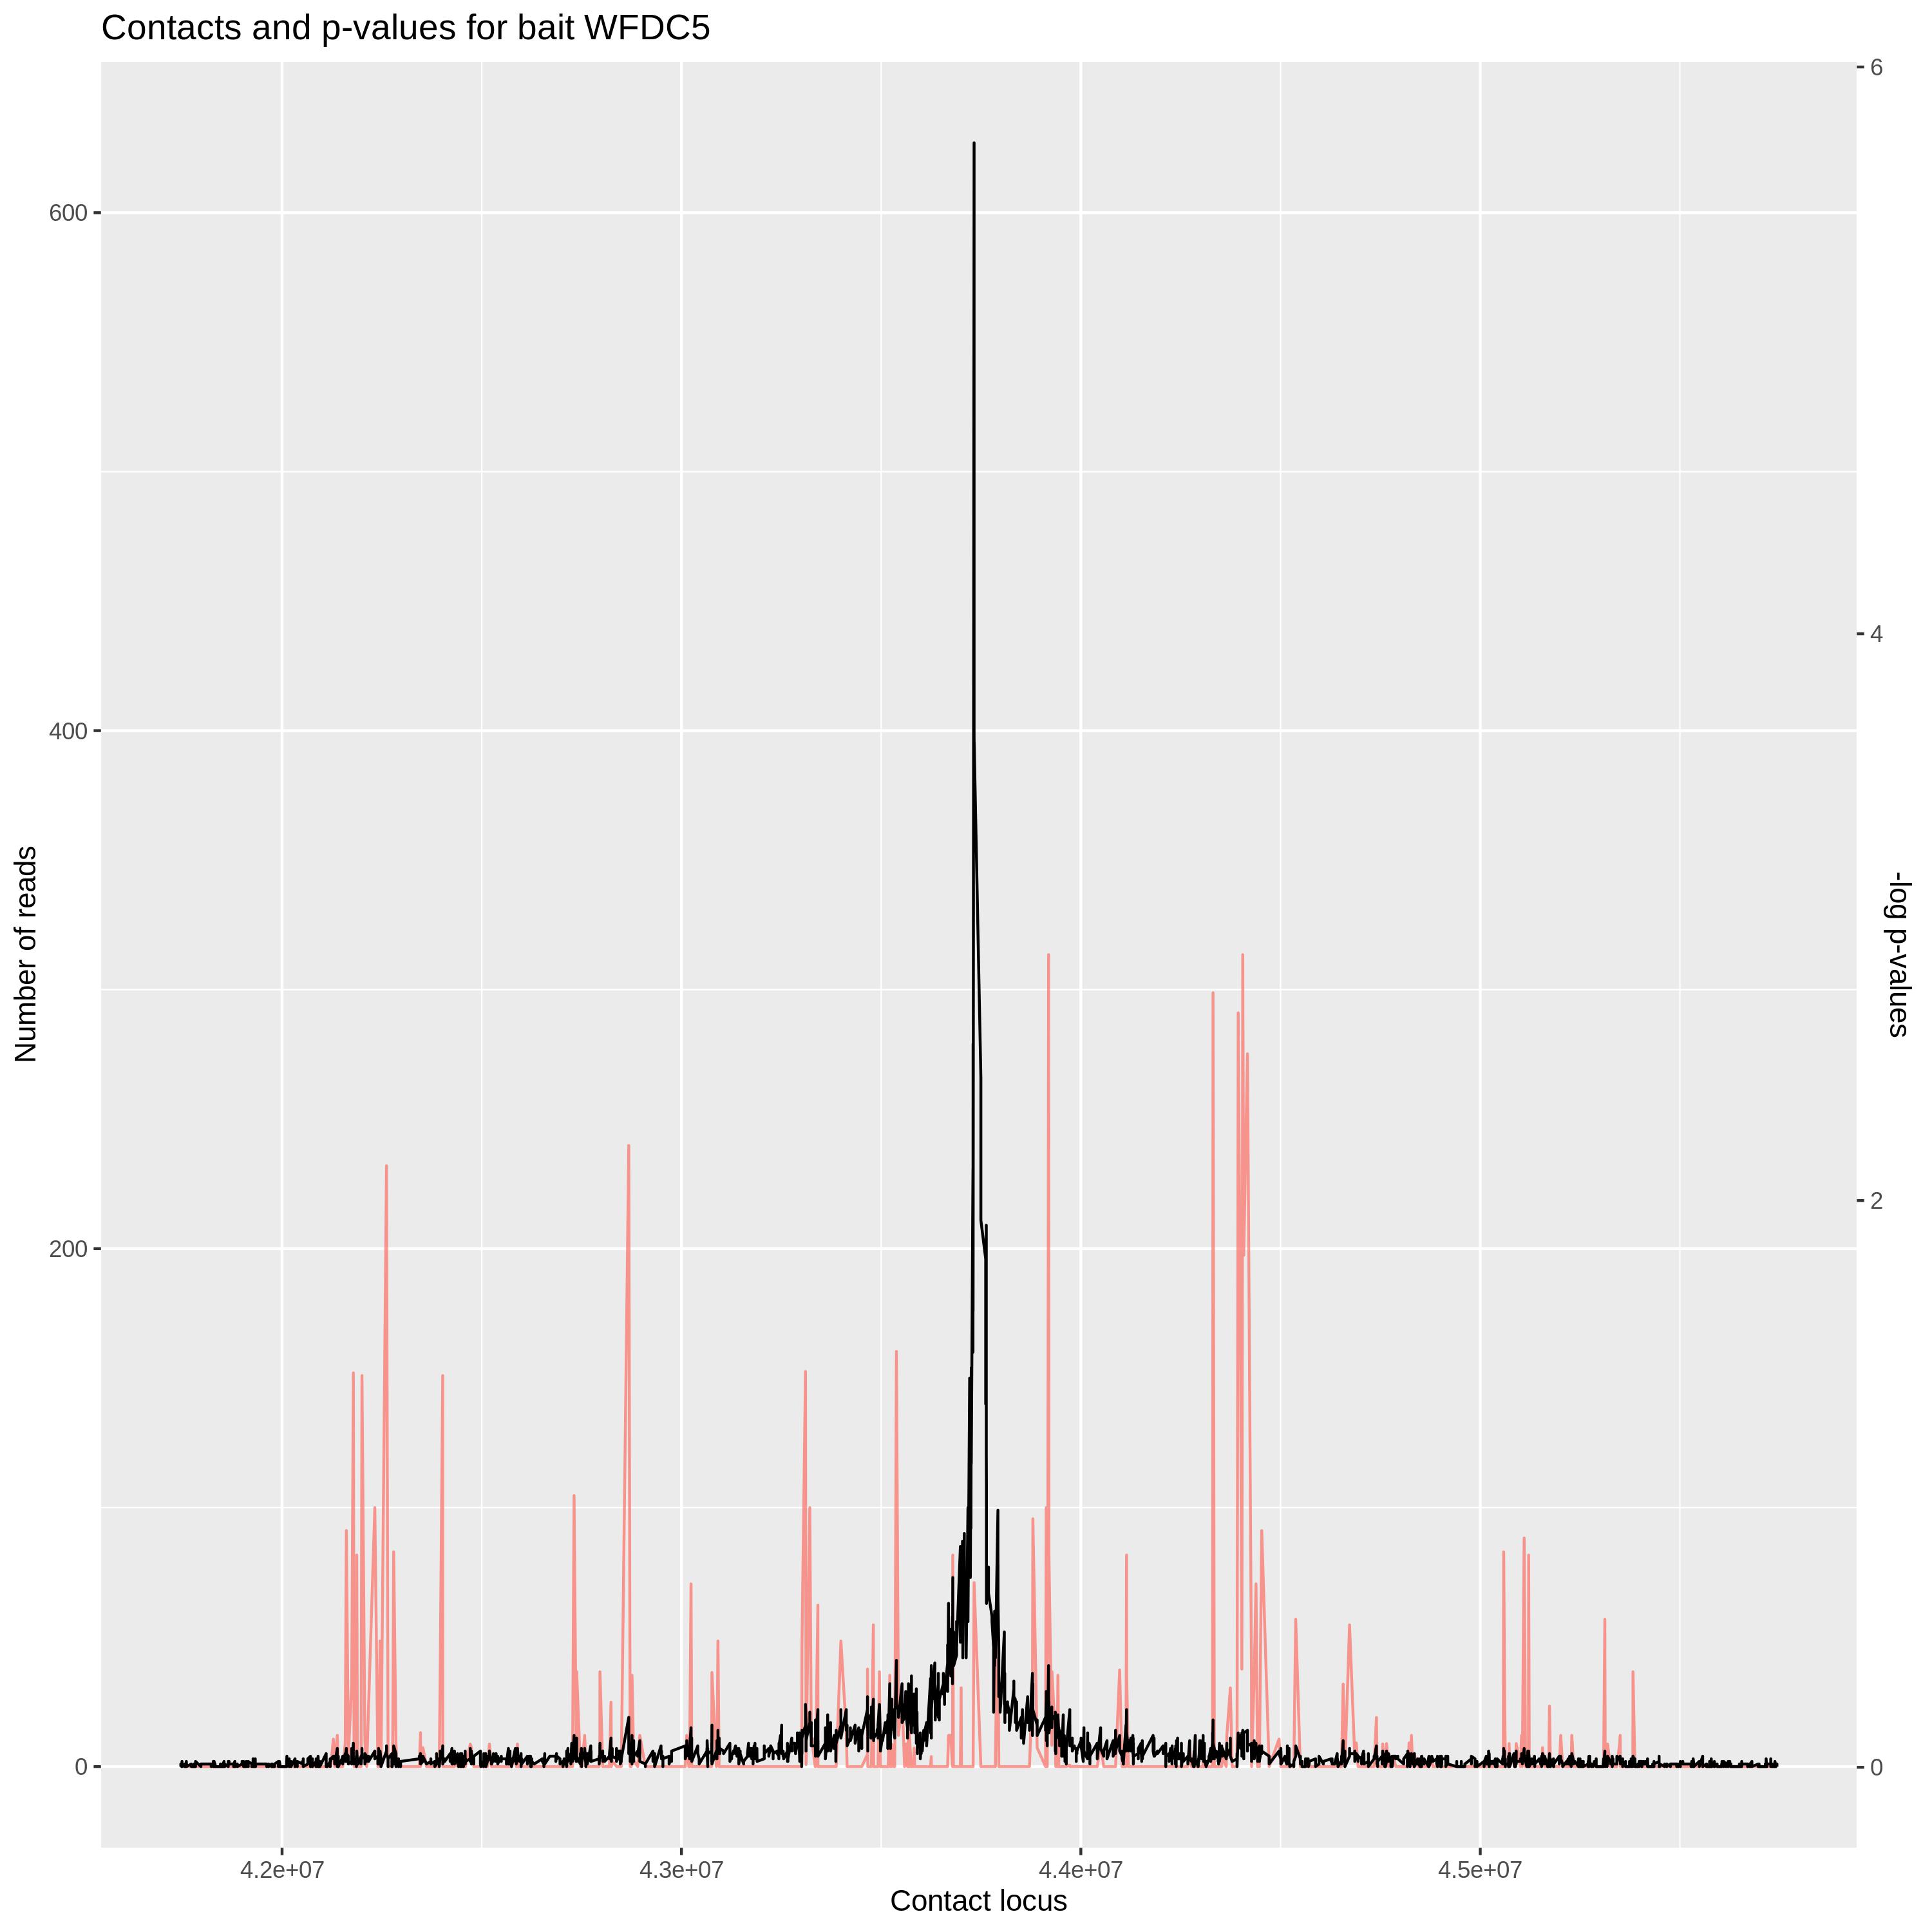 Contacts and p-values for bait WFDC5
6
600
4
400
Number of reads
-log p-values
2
200
0
0
4.2e+07 4.3e+07 4.4e+07 4.5e+07
Contact locus